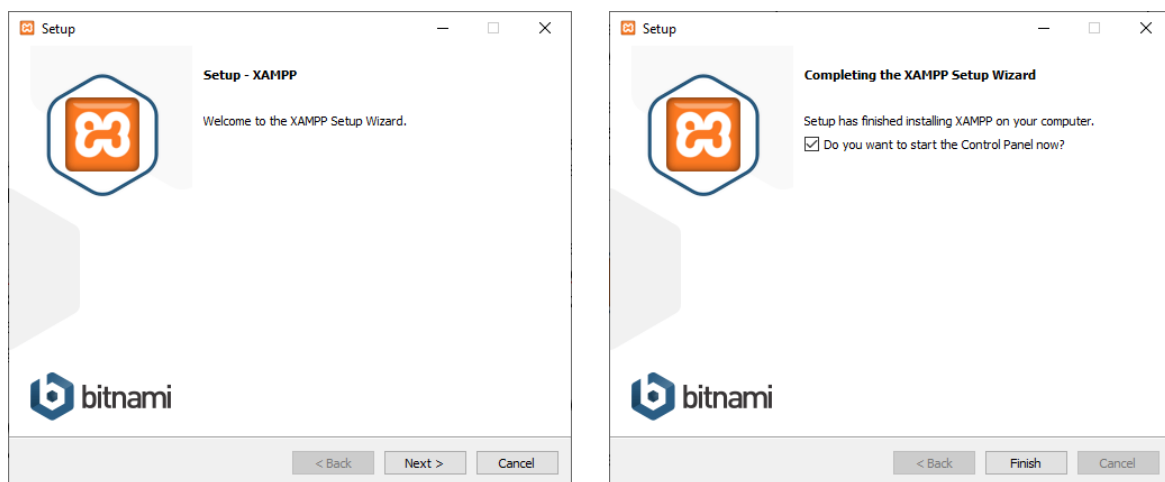 Setup
Setup - XAMPP
Welcome to the XAMPP Setup Wizard.
bitnami
< Back
Next >
Cancel
Setup
Completing the XAMPP Setup Wizard
Setup has finished installing XAMPP on your computer.
Do you want to start the Control Panel now?
bitnami
< Back
Finish
Cancel